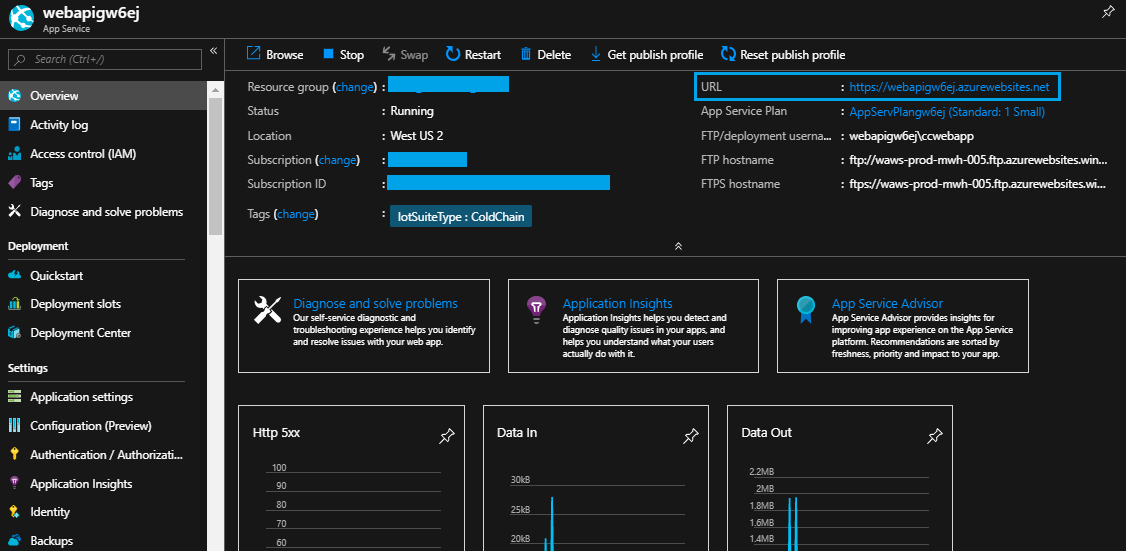 webapigw6ej
App Service
Search (Ctrl+/)
«
Overview
Activity log
Access control (IAM)
Tags
Diagnose and solve problems
Deployment
Quickstart
Deployment slots
Deployment Center
Settings
Application settings
Configuration (Preview)
Authentication / Authorizati...
Application Insights
Identity
Backups
Browse
Stop
Swap
Restart
Delete
Get publish profile
Reset publish profile
Resource group (change) :
Status : Running
Location : West US 2
Subscription (change) :
Subscription ID :
Tags (change) : IotSuiteType : ColdChain
URL : https://webapigw6ej.azurewebsites.net
App Service Plan : AppServPlangw6ej (Standard: 1 Small)
FTP/deployment userna... : webapigw6ej\ccwebapp
FTP hostname : ftp://waws-prod-mwh-005.ftp.azurewebsites.win...
FTPS hostname : ftps://waws-prod-mwh-005.ftp.azurewebsites.wi...
Diagnose and solve problems
Our self-service diagnostic and
troubleshooting experience helps you identify
and resolve issues with your web app.
Application Insights
Application Insights helps you detect and
diagnose quality issues in your apps, and
helps you understand what your users
actually do with it.
App Service Advisor
App Service Advisor provides insights for
improving app experience on the App Service
platform. Recommendations are sorted by
freshness, priority and impact to your app.
Http 5xx
100
90
80
70
60
Data In
30kB
25kB
20kB
Data Out
2.2MB
2MB
1.8MB
1.6MB
1.4MB